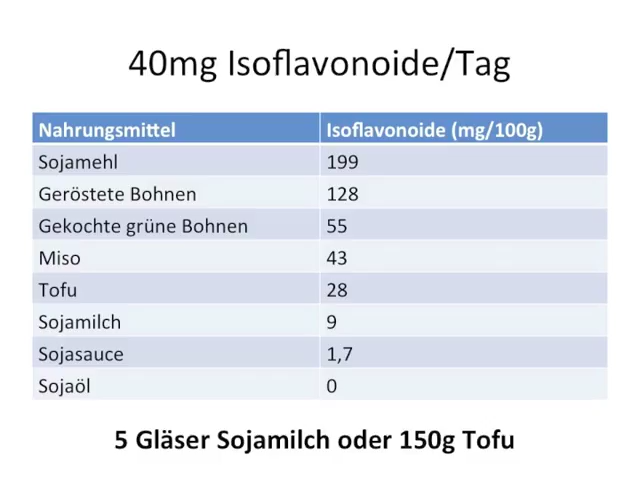 40mg Isoflavonoide/Tag
Nahrungsmittel Isoflavonoide (mg/100g)
Sojamehl 199
Geröstete Bohnen 128
Gekochte grüne Bohnen 55
Miso 43
Tofu 28
Sojamilch 9
Sojasauce 1,7
Sojaöl 0
5 Gläser Sojamilch oder 150g Tofu